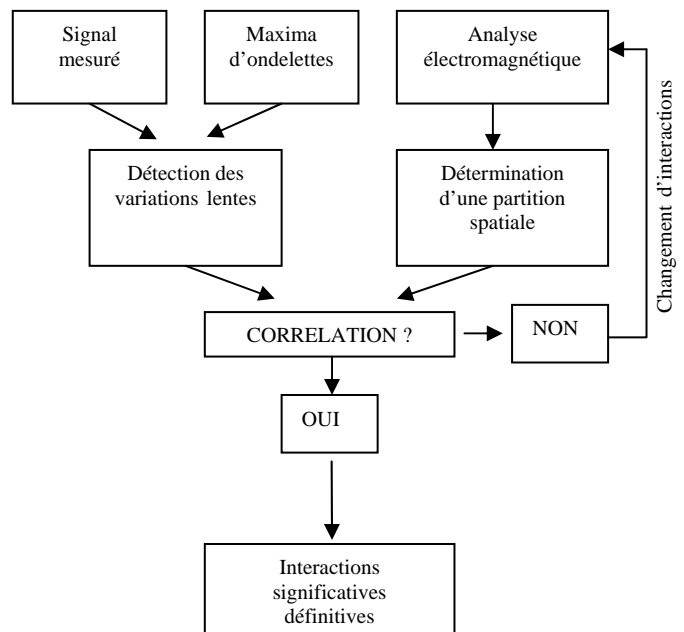 Signal
mesuré
Maxima
d'ondelettes
Analyse
électromagnétique
Changement d'interactions
Détection des
variations lentes
Détermination
d'une partition
spatiale
CORRELATION ?
NON
OUI
Interactions
significatives
définitives